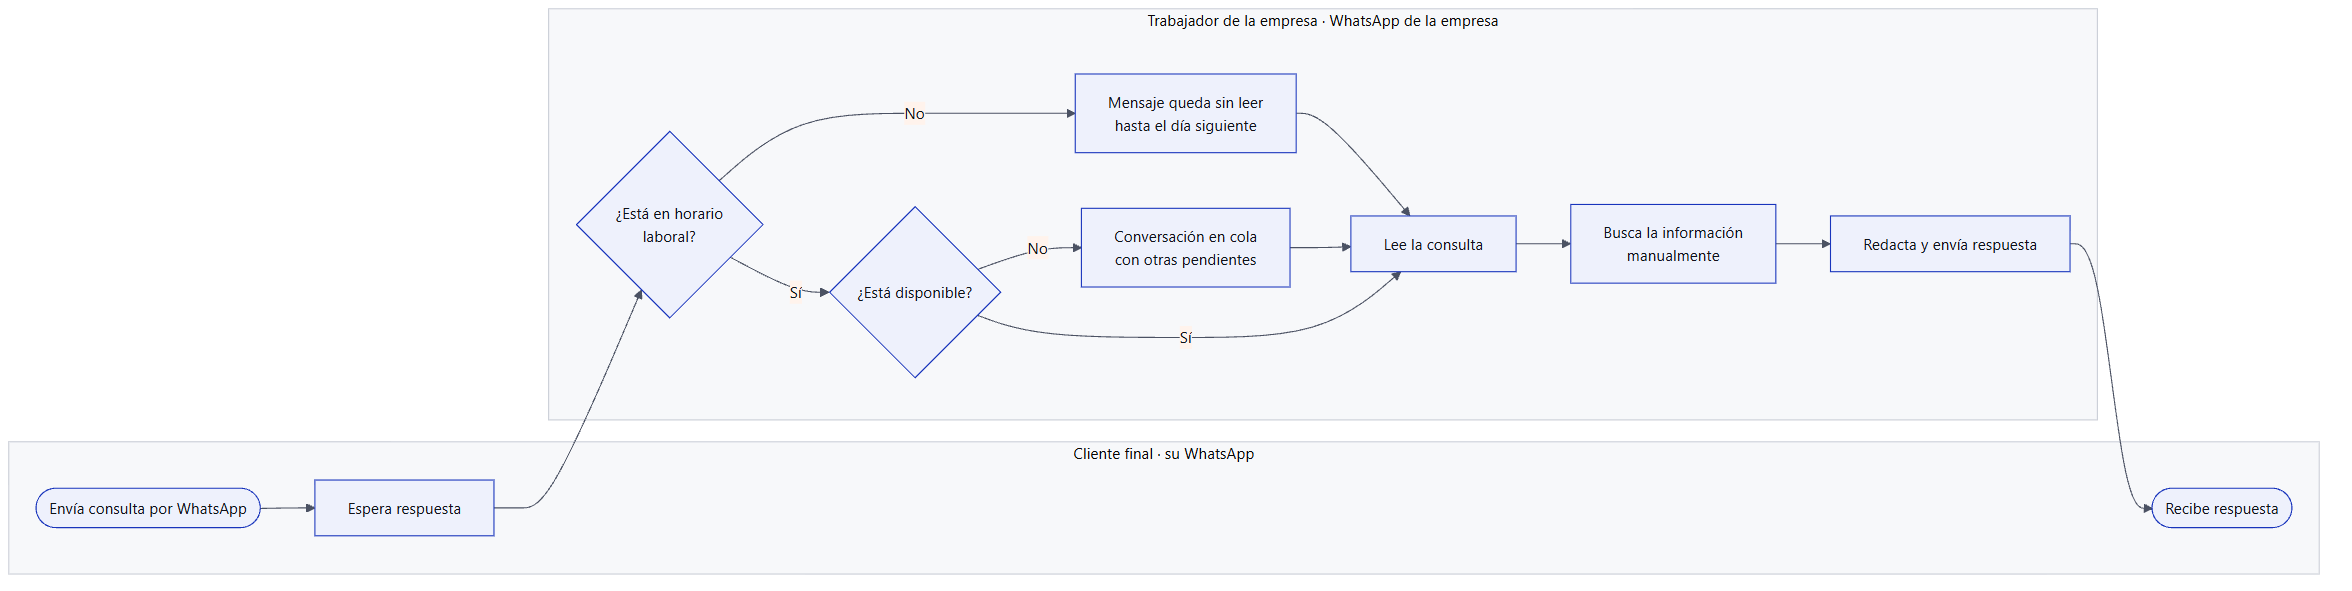 Trabajador de la empresa · WhatsApp de la empresa
Mensaje queda sin leer
hasta el día siguiente
No
¿Está en horario
laboral?
Sí
¿Está disponible?
No
Conversación en cola
con otras pendientes
Sí
Lee la consulta
Busca la información
manualmente
Redacta y envía respuesta
Cliente final · su WhatsApp
Envía consulta por WhatsApp
Espera respuesta
Recibe respuesta